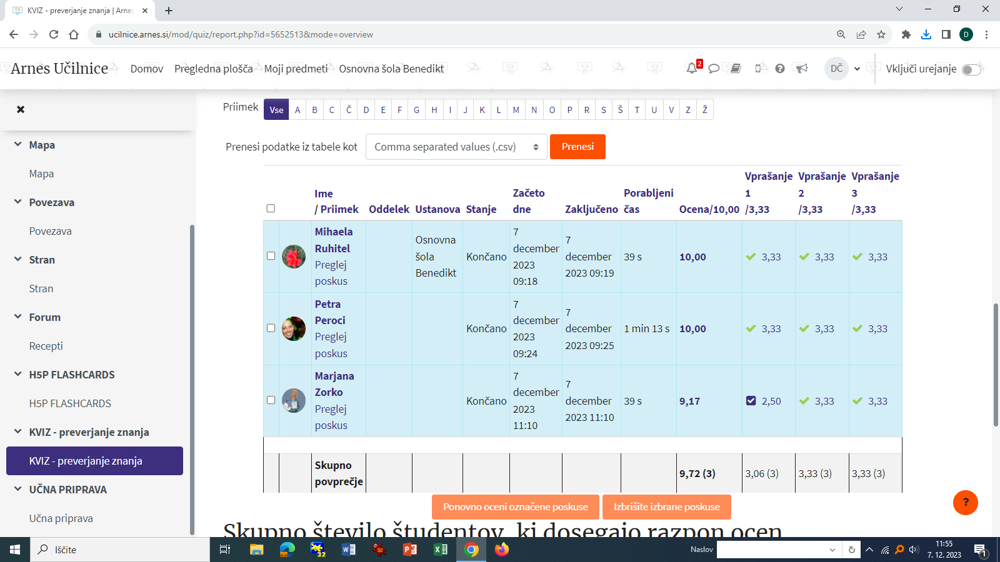 KVIZ - preverjanje znanja | Arnes
ucilnice.arnes.si/mod/quiz/report.php?id=5652513&mode=overview
D
Arnes Učilnice Domov Pregledna plošča Moji predmeti Osnovna šola Benedikt 2 DČ Vključi urejanje
Priimek Vse A B C Č D E F G H I J K L M N O P R S Š T U V Z Ž
Prenesi podatke iz tabele kot Comma separated values (.csv) Prenesi
Mapa
Mapa
Povezava
Povezava
Stran
Stran
Forum
Recepti
H5P FLASHCARDS
H5P FLASHCARDS
KVIZ - preverjanje znanja
KVIZ - preverjanje znanja
UČNA PRIPRAVA
Učna priprava
Ime / Priimek Oddelek Ustanova Stanje Začeto dne Zaključeno Porabljeni čas Ocena/10,00 Vprašanje 1 /3,33 Vprašanje 2 /3,33 Vprašanje 3 /3,33
Mihaela Ruhitel Preglej poskus Osnovna šola Benedikt Končano 7 december 2023 09:18 7 december 2023 09:19 39 s 10,00 3,33 3,33 3,33
Petra Peroci Preglej poskus Končano 7 december 2023 09:24 7 december 2023 09:25 1 min 13 s 10,00 3,33 3,33 3,33
Marjana Zorko Preglej poskus Končano 7 december 2023 11:10 7 december 2023 11:10 39 s 9,17 2,50 3,33 3,33
Skupno povprečje 9,72 (3) 3,06 (3) 3,33 (3) 3,33 (3)
Ponovno oceni označene poskuse Izbrišite izbrane poskuse
?
Skupno število študentov, ki dosegajo razpon ocen
Iščite
32
Naslov
11:55
7. 12. 2023
1